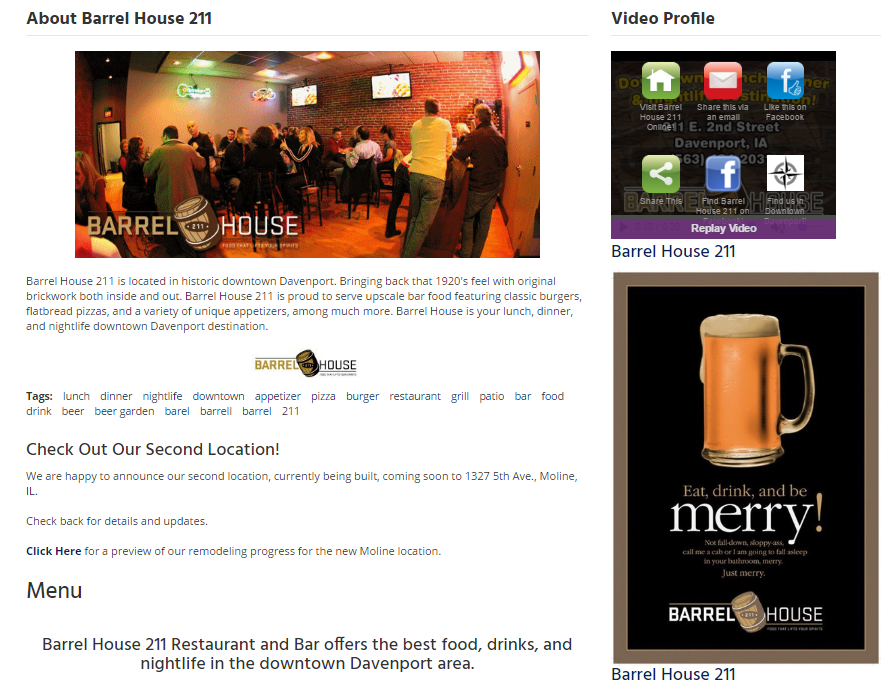 About Barrel House 211
BARREL 211 HOUSE
FOOD THAT LIFTS YOUR SPIRITS
Barrel House 211 is located in historic downtown Davenport. Bringing back that 1920's feel with original
brickwork both inside and out. Barrel House 211 is proud to serve upscale bar food featuring classic burgers,
flatbread pizzas, and a variety of unique appetizers, among much more. Barrel House is your lunch, dinner,
and nightlife downtown Davenport destination.
BARREL HOUSE
Tags: lunch dinner nightlife downtown appetizer pizza burger restaurant grill patio bar food
drink beer beer garden barel barrell barrel 211
Check Out Our Second Location!
We are happy to announce our second location, currently being built, coming soon to 1327 5th Ave., Moline,
IL.
Check back for details and updates.
Click Here for a preview of our remodeling progress for the new Moline location.
Menu
Barrel House 211 Restaurant and Bar offers the best food, drinks, and
nightlife in the downtown Davenport area.
Video Profile
Visit Barrel
House 211
Online!
Share this via
an email
Like this on
Facebook
211 E. 2nd Street
Davenport, IA
Share This
Find Barrel
House 211 on
Find us in
Downtown
Replay Video
Barrel House 211
Eat, drink, and be
merry!
Not fall-down, sloppy-ass,
call me a cab or I am going to fall asleep
in your bathroom, merry.
Just merry.
BARREL HOUSE
FOOD THAT LIFTS YOUR SPIRITS
Barrel House 211